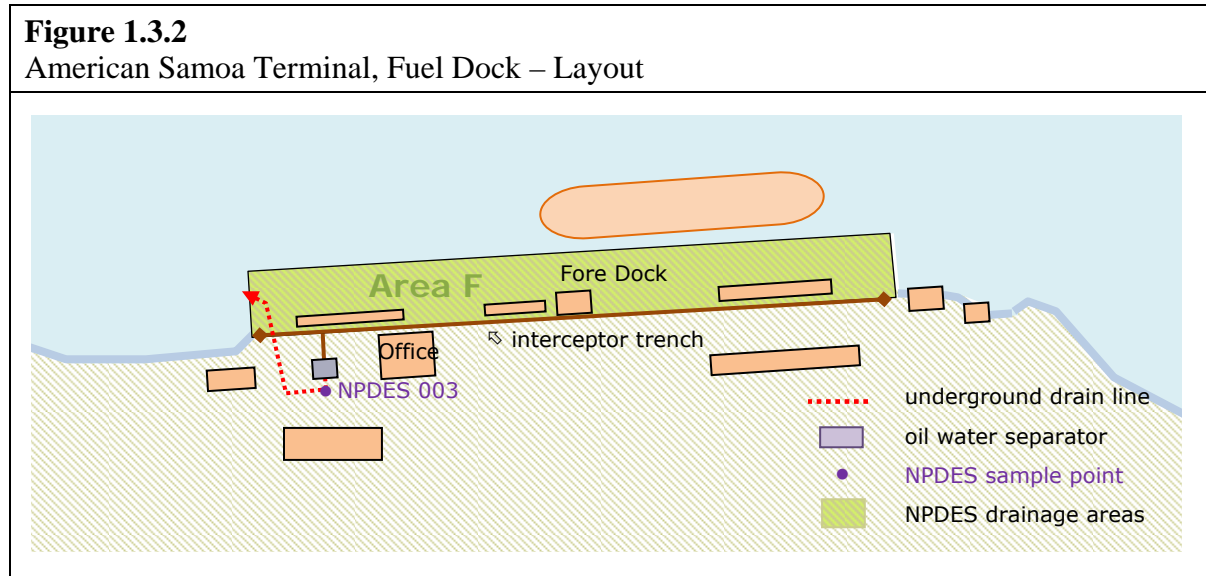 Figure 1.3.2
American Samoa Terminal, Fuel Dock – Layout
Area F
Fore Dock
Office
interceptor trench
NPDES 003
underground drain line
oil water separator
NPDES sample point
NPDES drainage areas